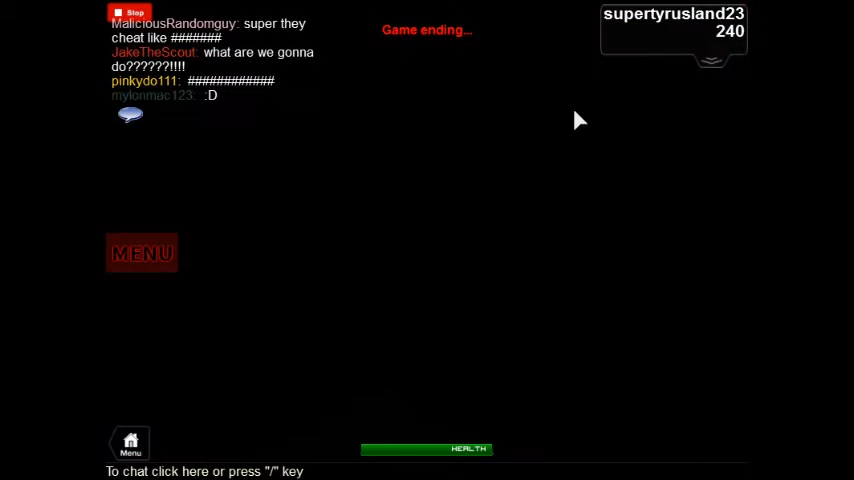 Stop
MaliciousRandomguy: super they
cheat like #######
JakeTheScout: what are we gonna
do??????!!!!
pinkydo111: ############
mylonmac123: :D
Game ending...
supertyrusland23
240
MENU
Menu
HEALTH
To chat click here or press "/" key